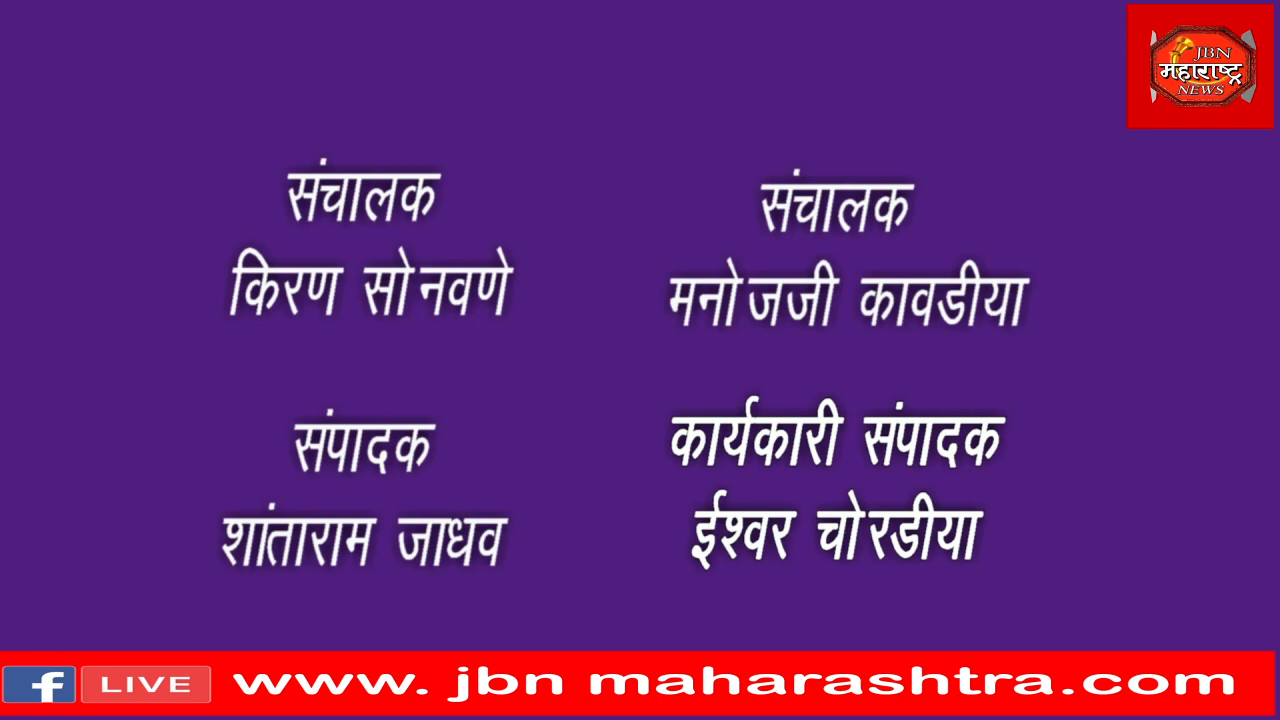 JBN
महाराष्ट्र
NEWS
संचालक
किरण सोनवणे
संचालक
मनोजजी कावडीया
संपादक
शांताराम जाधव
कार्यकारी संपादक
ईश्वर चोरडीया
f LIVE www. jbn maharashtra.com